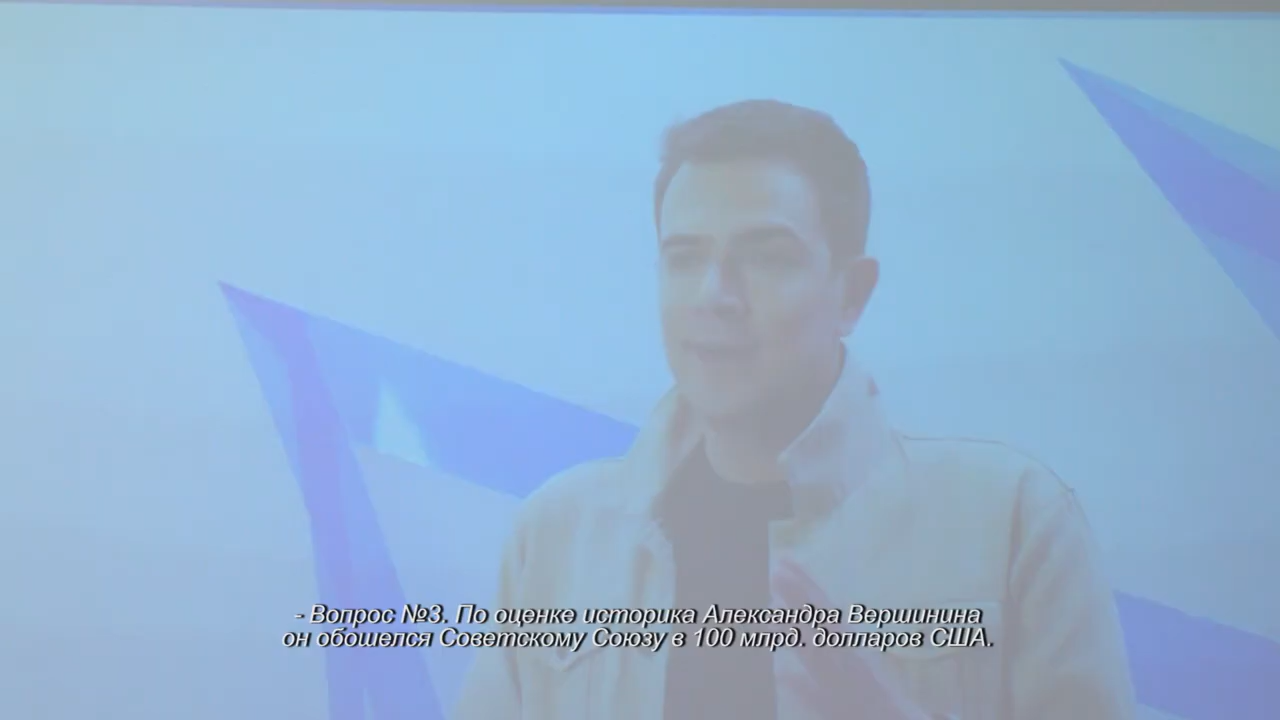 - Вопрос №3. По оценке историка Александра Вершинина
он обошелся Советскому Союзу в 100 млрд. долларов США.